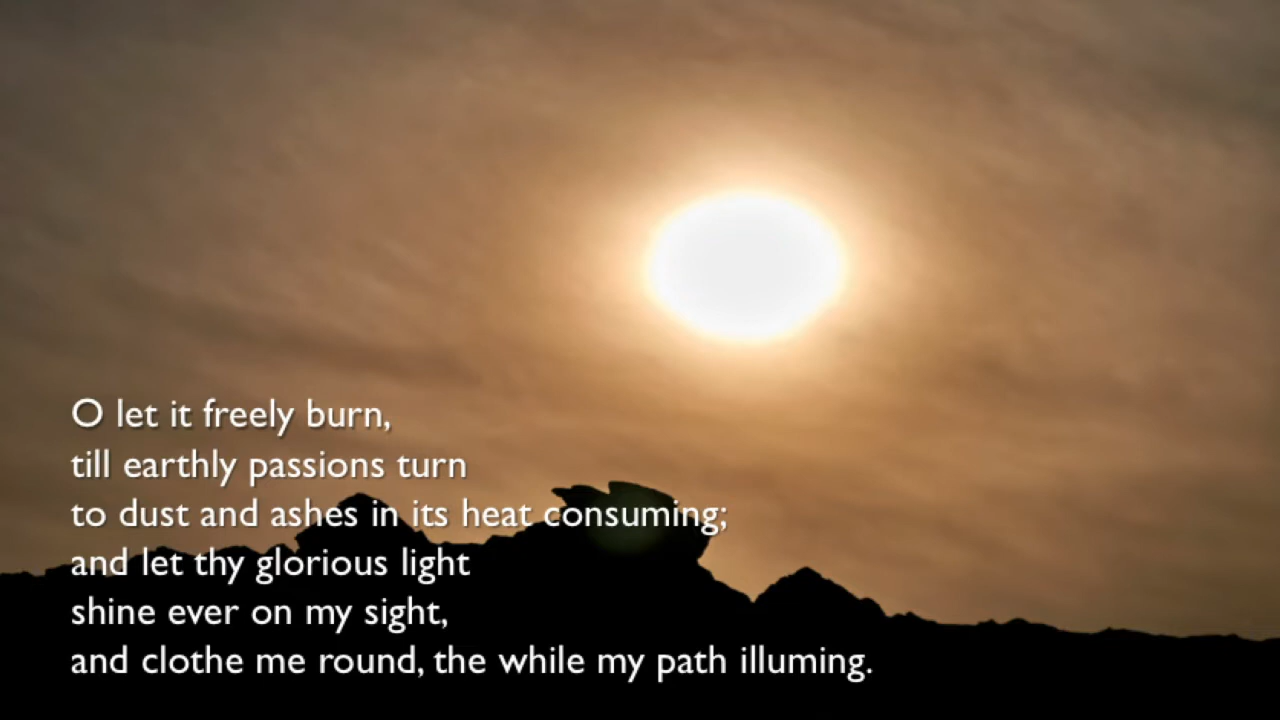 O let it freely burn,
till earthly passions turn
to dust and ashes in its heat consuming;
and let thy glorious light
shine ever on my sight,
and clothe me round, the while my path illuming.